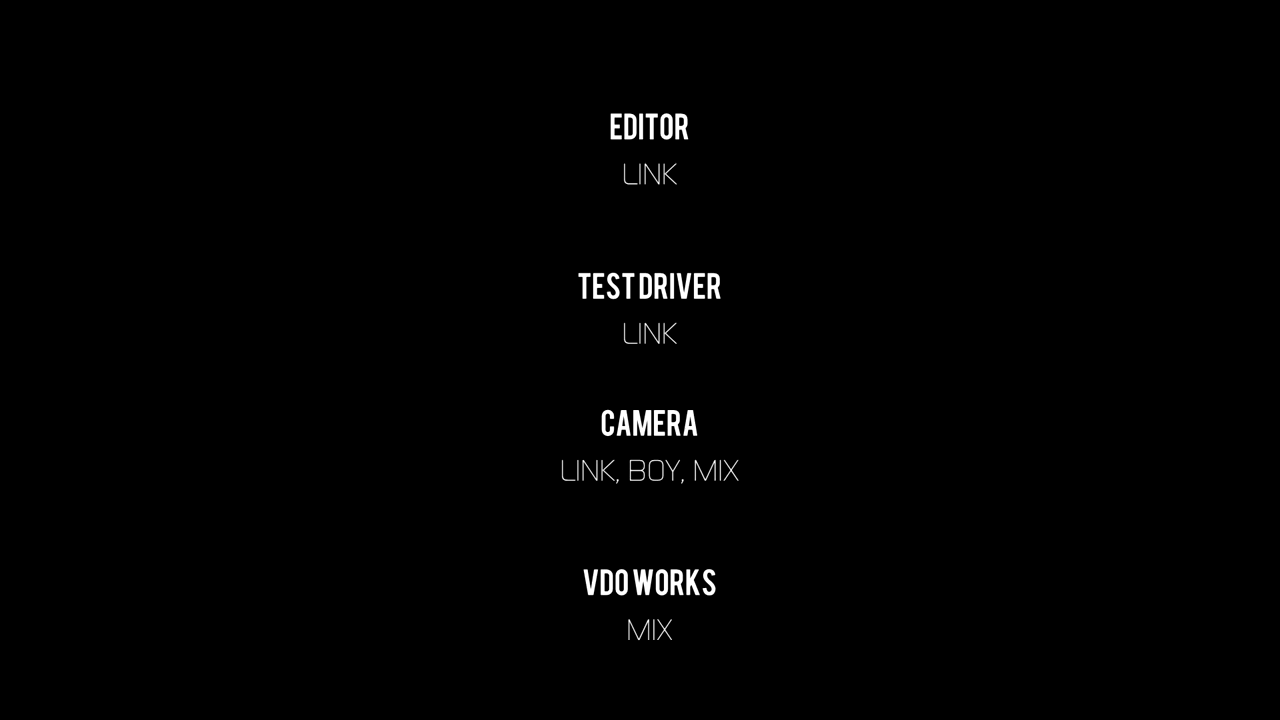 EDITOR
LINK
TEST DRIVER
LINK
CAMERA
LINK, BOY, MIX
VDO WORKS
MIX